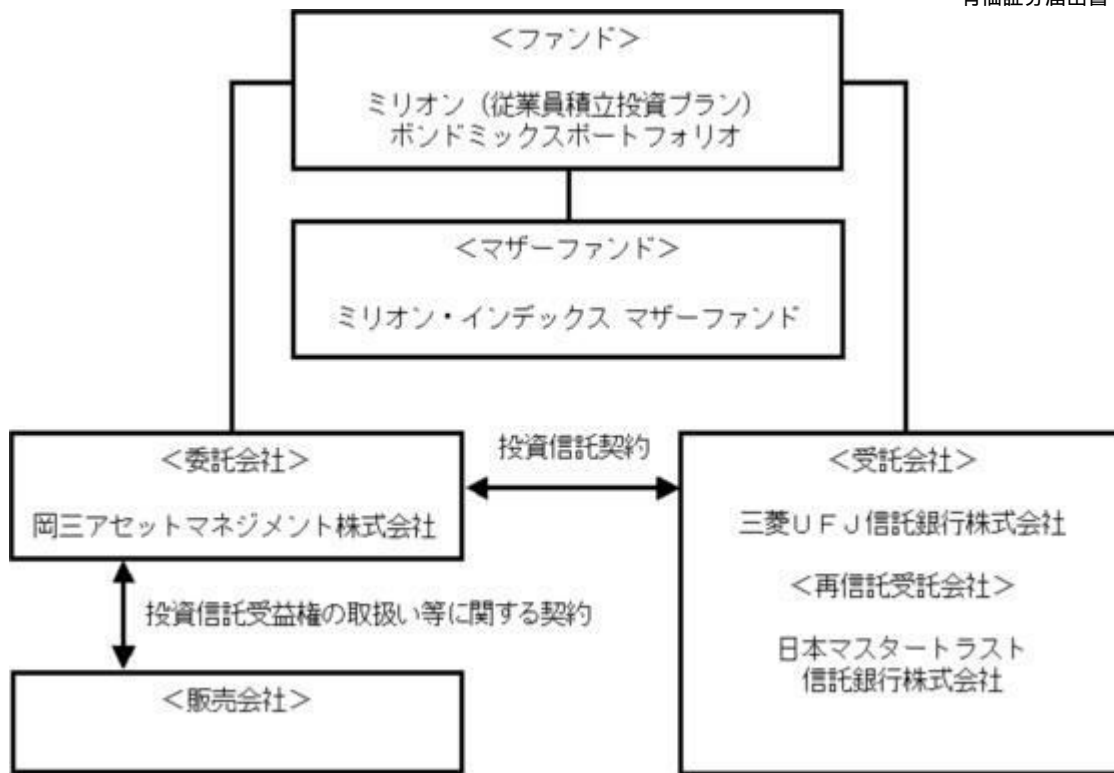 ＜ファンド＞
ミリオン（従業員積立投資プラン）
ボンドミックスポートフォリオ
＜マザーファンド＞
ミリオン・インデックス マザーファンド
＜委託会社＞
岡三アセットマネジメント株式会社
投資信託契約
＜受託会社＞
三菱ＵＦＪ信託銀行株式会社
＜再信託受託会社＞
日本マスタートラスト
信託銀行株式会社
投資信託受益権の取扱い等に関する契約
＜販売会社＞